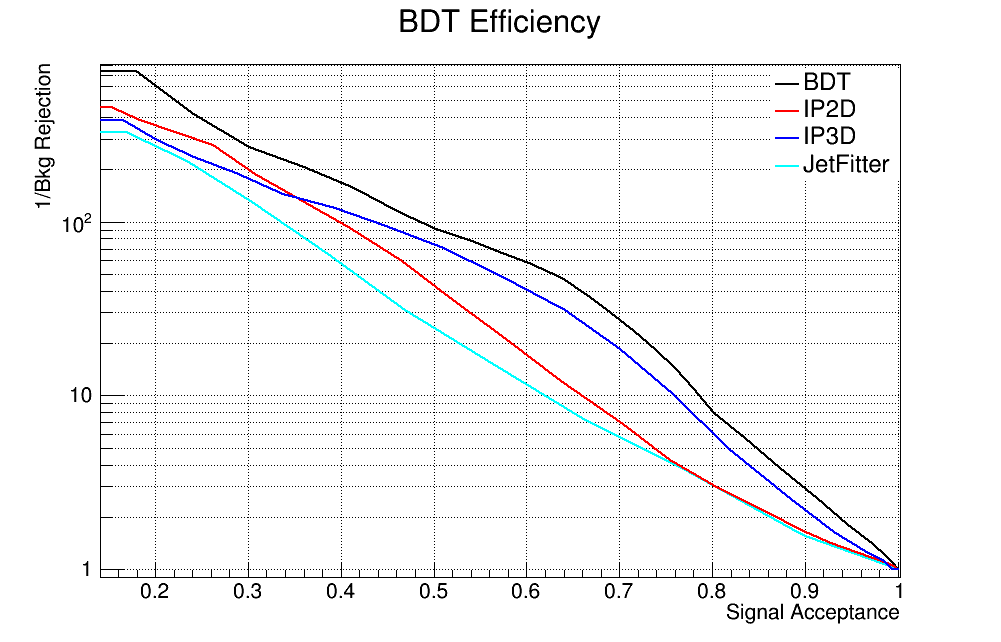 BDT Efficiency
1/Bkg Rejection
BDT
IP2D
IP3D
JetFitter
10²
10
1
0.2 0.3 0.4 0.5 0.6 0.7 0.8 0.9 1
Signal Acceptance